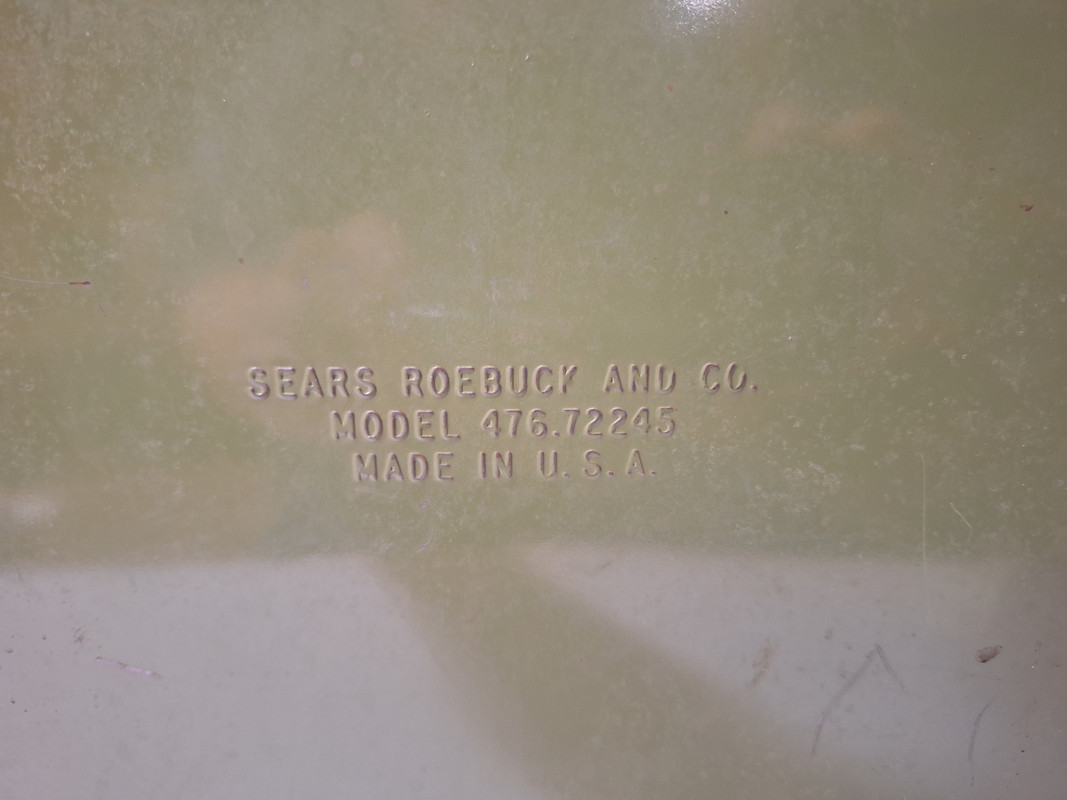 SEARS ROEBUCK AND CO.
MODEL 476.72245
MADE IN U.S.A.